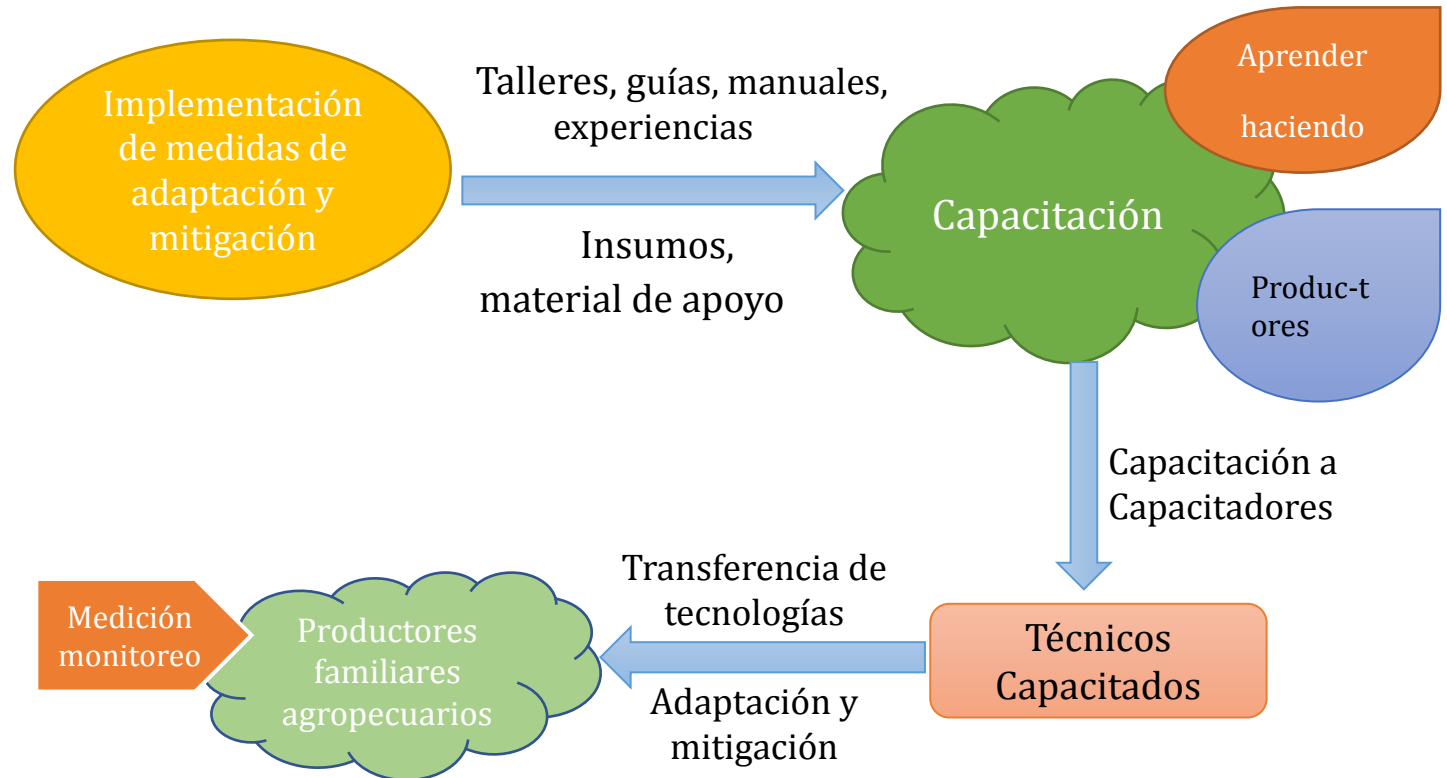 Implementación
de medidas de
adaptación y
mitigación
Talleres, guías, manuales,
experiencias
Insumos,
material de apoyo
Capacitación
Aprender
haciendo
Produc-t
ores
Capacitación a
Capacitadores
Técnicos
Capacitados
Transferencia de
tecnologías
Adaptación y
mitigación
Productores
familiares
agropecuarios
Medición
monitoreo